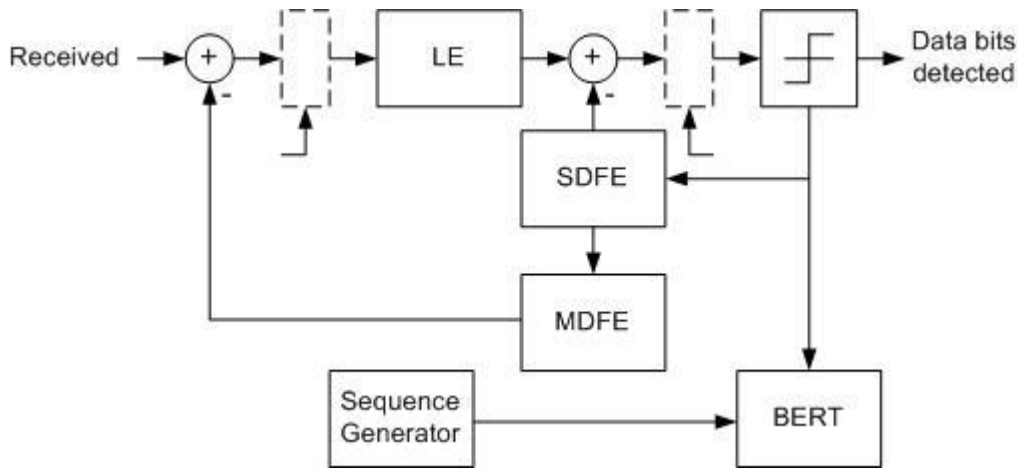 Received
+
-
LE
+
-
Data bits
detected
SDFE
MDFE
Sequence
Generator
BERT